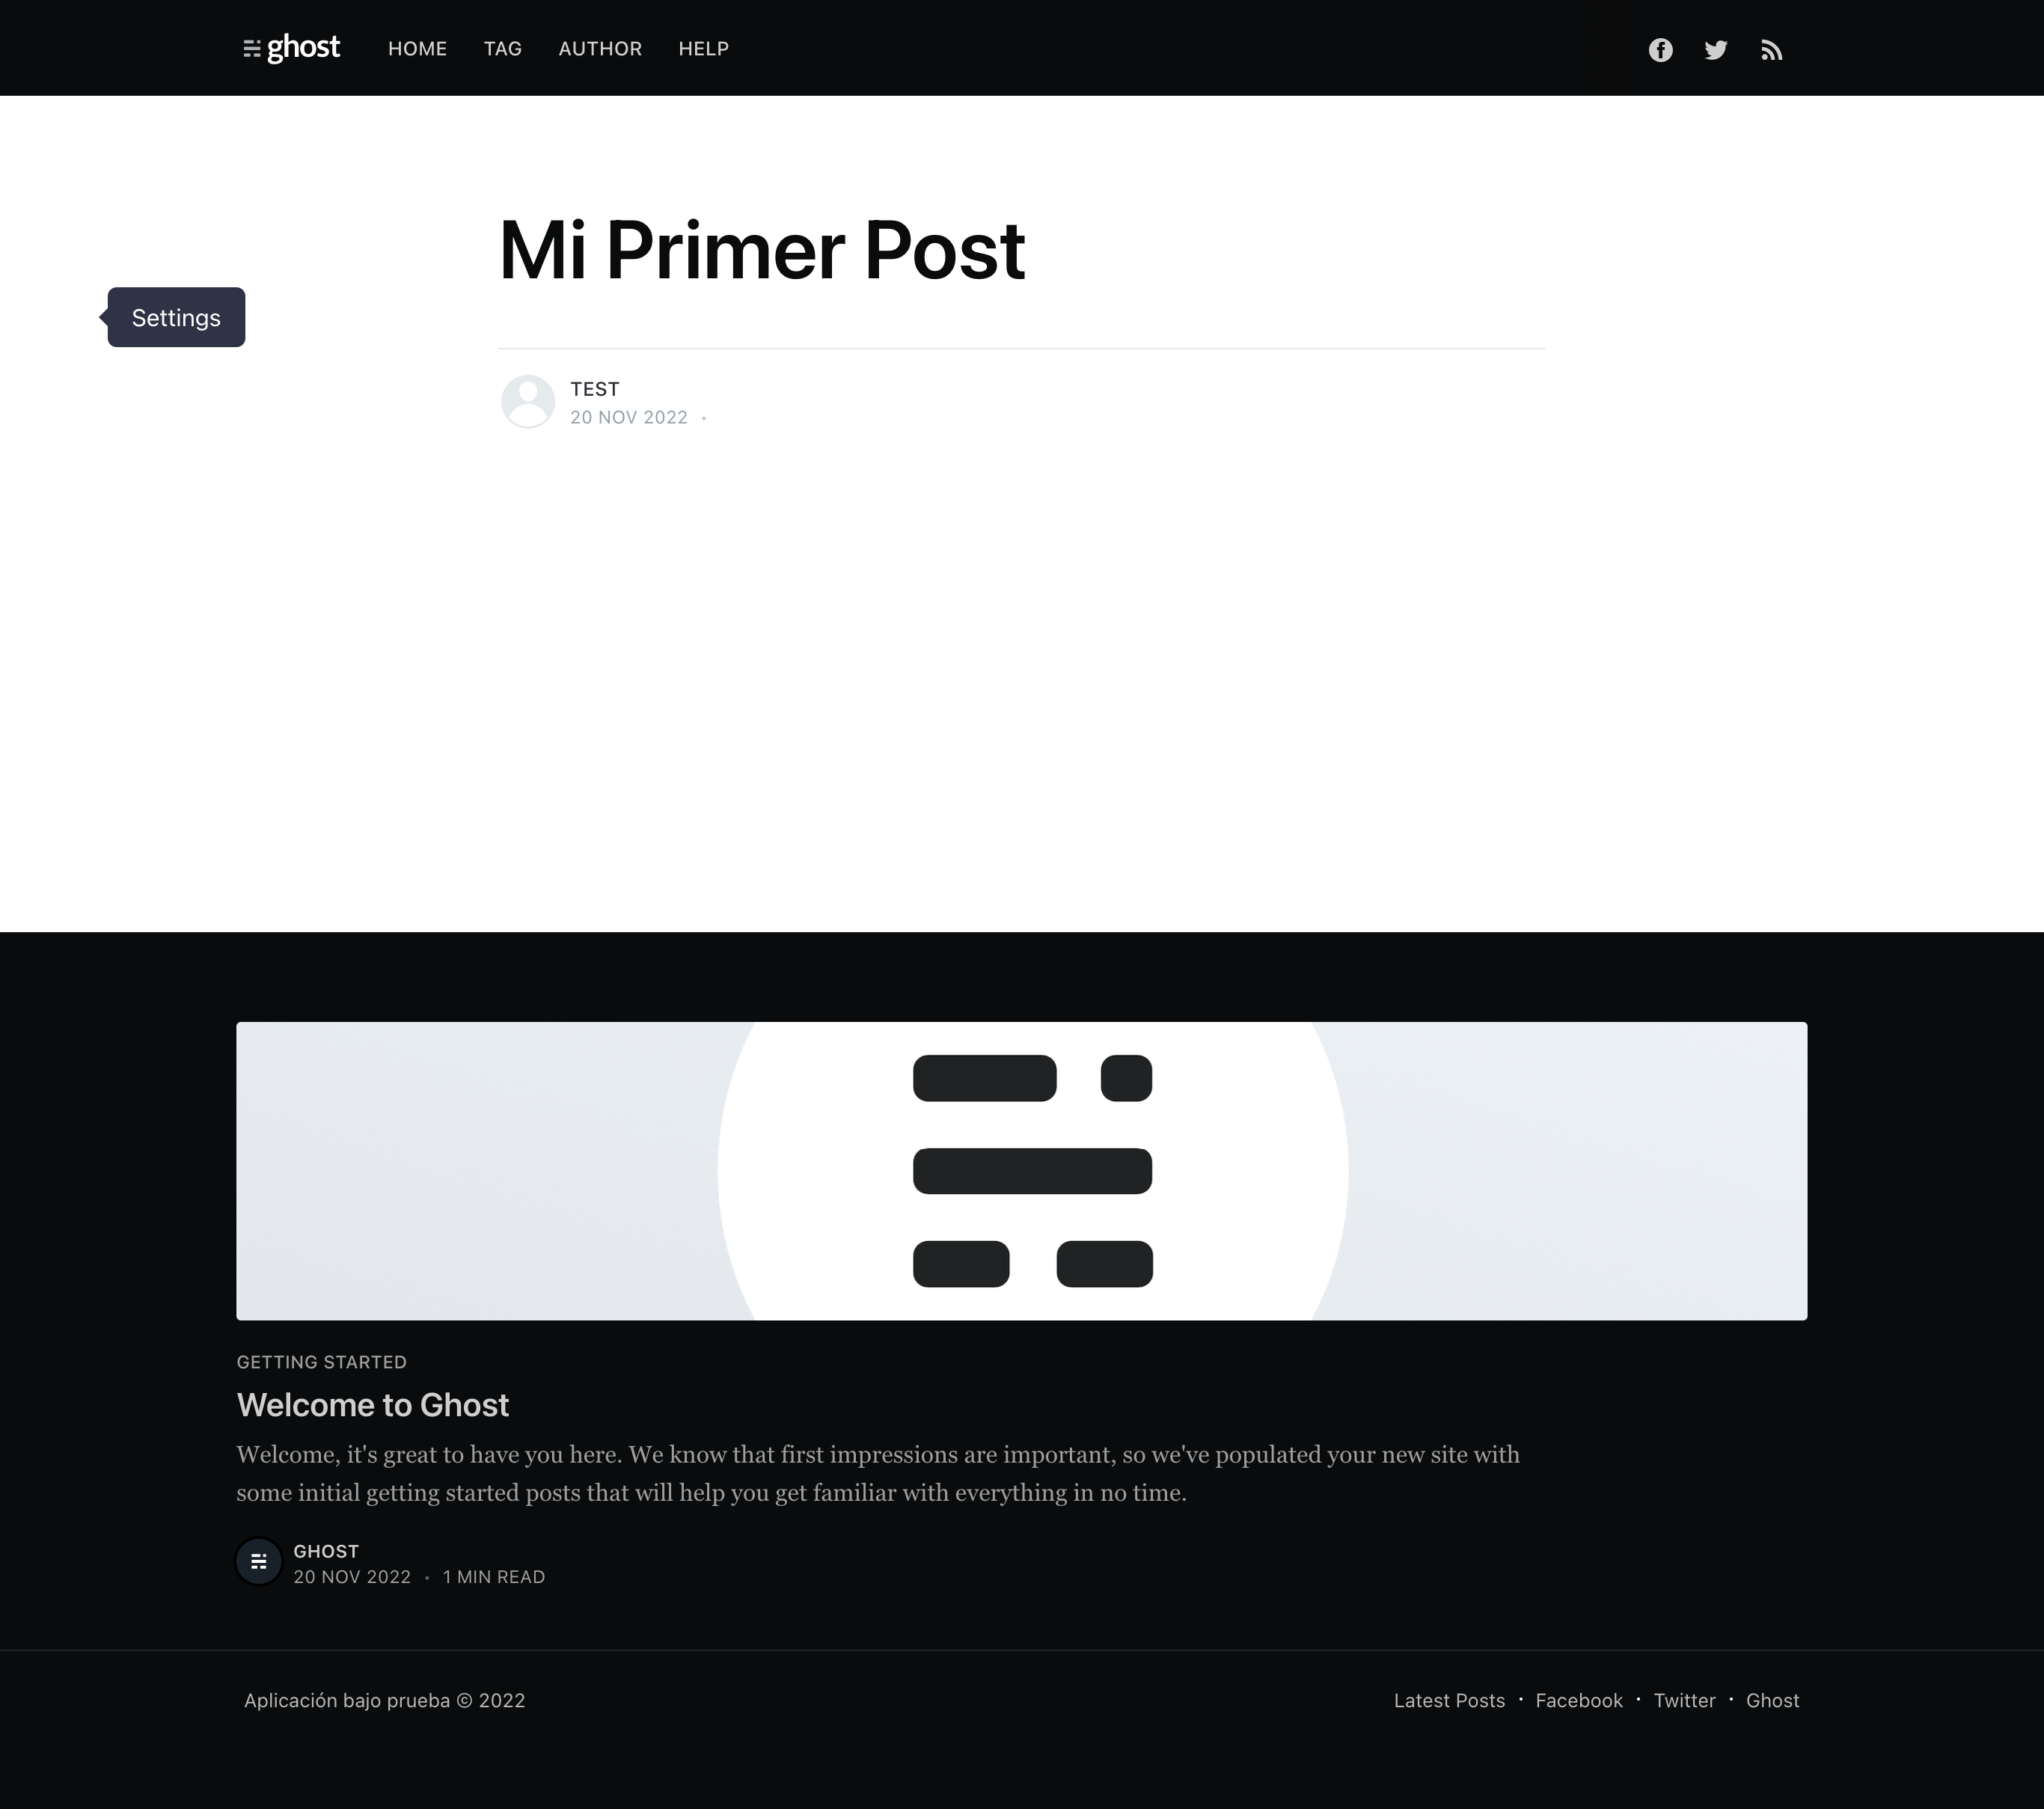 ghost HOME TAG AUTHOR HELP
Mi Primer Post
Settings
TEST
20 NOV 2022 •
GETTING STARTED
Welcome to Ghost
Welcome, it's great to have you here. We know that first impressions are important, so we've populated your new site with
some initial getting started posts that will help you get familiar with everything in no time.
GHOST
20 NOV 2022 • 1 MIN READ
Aplicación bajo prueba © 2022
Latest Posts • Facebook • Twitter • Ghost